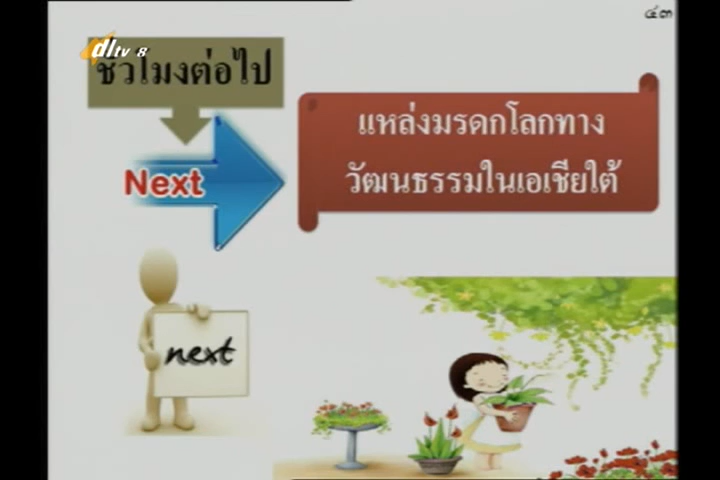 ๔๓
dltv 8
ชั่วโมงต่อไป
แหล่งมรดกโลกทาง
วัฒนธรรมในเอเชียใต้
Next
next